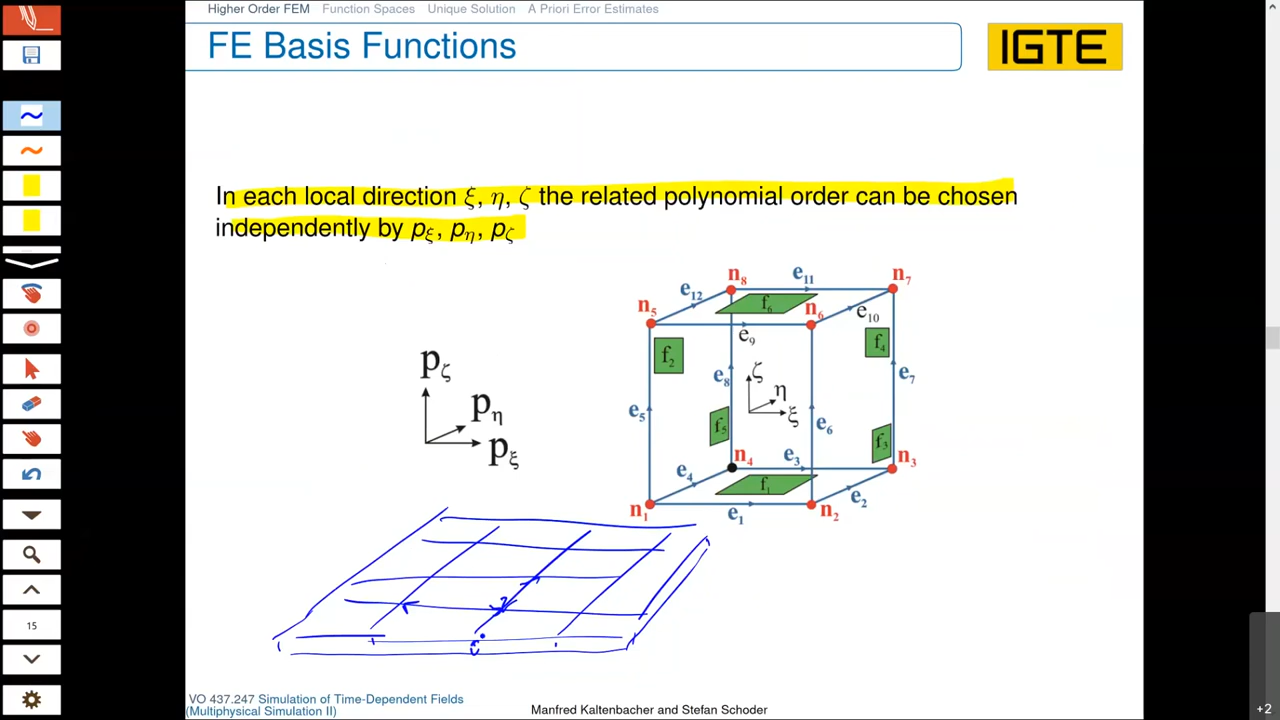 Higher Order FEM Function Spaces Unique Solution A Priori Error Estimates
FE Basis Functions
IGTE
In each local direction ξ, η, ζ the related polynomial order can be chosen
independently by pξ, pη, pζ
n8 e11 n7
e12
n5 f6 n6 e10
e9
f2 f4
pζ e8 ζ e7
η
pη e5 ξ
f5 e6 f3
pξ n4 e3 n3
e4
f1 e2
n1 e1 n2
15
VO 437.247 Simulation of Time-Dependent Fields
(Multiphysical Simulation II) Manfred Kaltenbacher and Stefan Schoder
+2